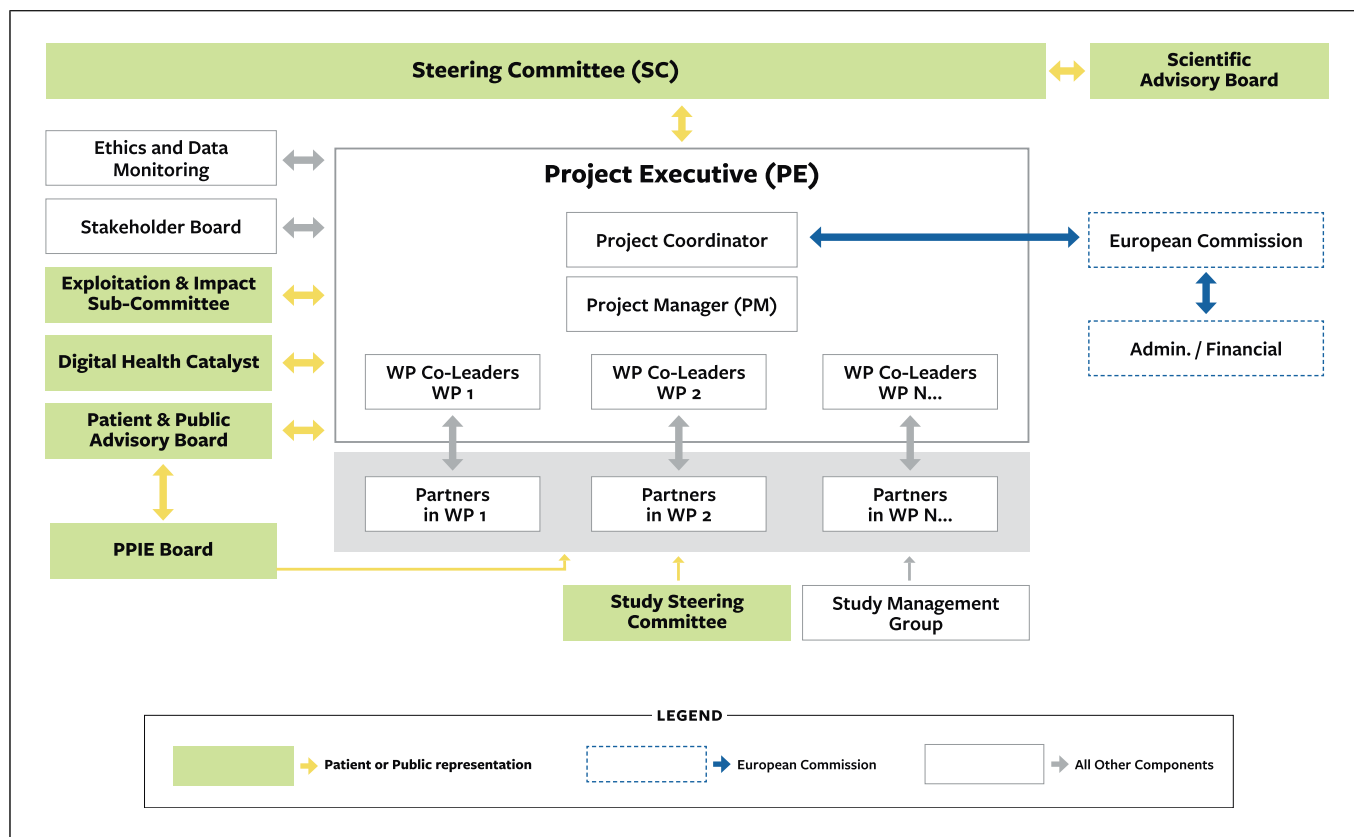 Steering Committee (SC)
Scientific
Advisory Board
Ethics and Data
Monitoring
Stakeholder Board
Exploitation & Impact
Sub-Committee
Digital Health Catalyst
Patient & Public
Advisory Board
PPIE Board
Project Executive (PE)
Project Coordinator
Project Manager (PM)
WP Co-Leaders
WP 1
WP Co-Leaders
WP 2
WP Co-Leaders
WP N...
Partners
in WP 1
Partners
in WP 2
Partners
in WP N...
Study Steering
Committee
Study Management
Group
European Commission
Admin. / Financial
LEGEND
Patient or Public representation
European Commission
All Other Components